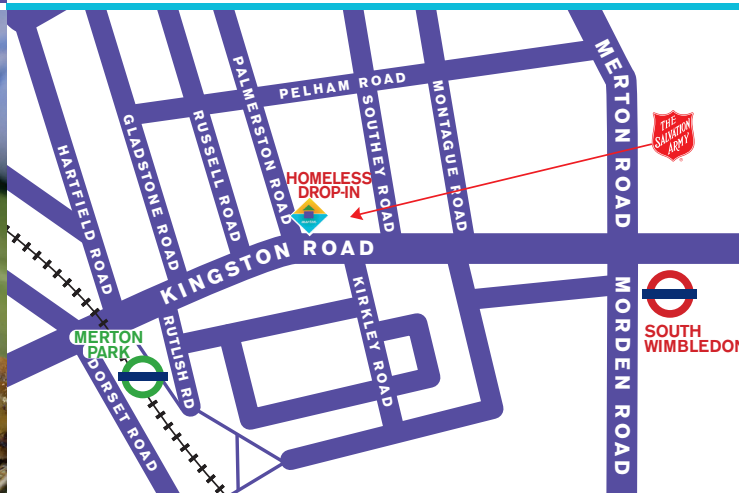 MERTON ROAD
PELHAM ROAD
PALMERSTON ROAD
SOUTHEY ROAD
MONTAGUE ROAD
GLADSTONE ROAD
RUSSELL ROAD
HARTFIELD ROAD
THE
SALVATION
ARMY
HOMELESS
DROP-IN
KINGSTON ROAD
KIRKLEY ROAD
RUTLISH RD
MERTON
PARK
DORSET ROAD
MORDEN ROAD
SOUTH
WIMBLEDON